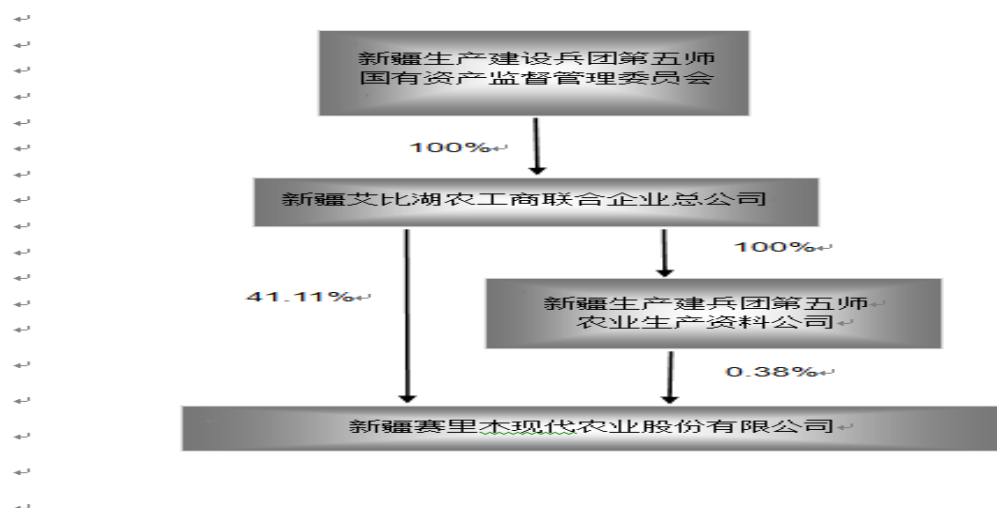 新疆生产建设兵团第五师
国有资产监督管理委员会
100%
新疆艾比湖农工商联合企业总公司
100%
41.11%
新疆生产建兵团第五师
农业生产资料公司
0.38%
新疆赛里木现代农业股份有限公司